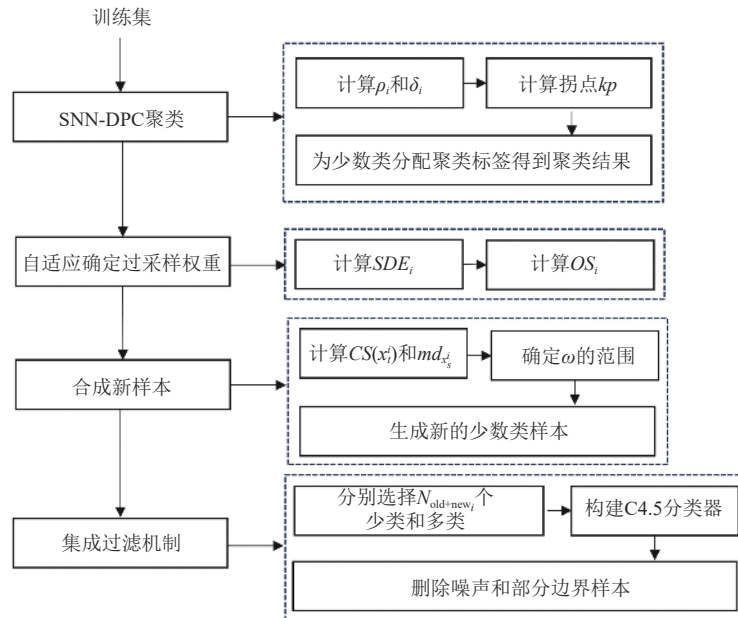 训练集
SNN-DPC聚类
计算ρi和δi
计算拐点kp
为少数类分配聚类标签得到聚类结果
自适应确定过采样权重
计算SDEi
计算OSi
合成新样本
计算CS(xti)和mdxsi
确定ω的范围
生成新的少数类样本
集成过滤机制
分别选择Nold+newi个
少类和多类
构建C4.5分类器
删除噪声和部分边界样本